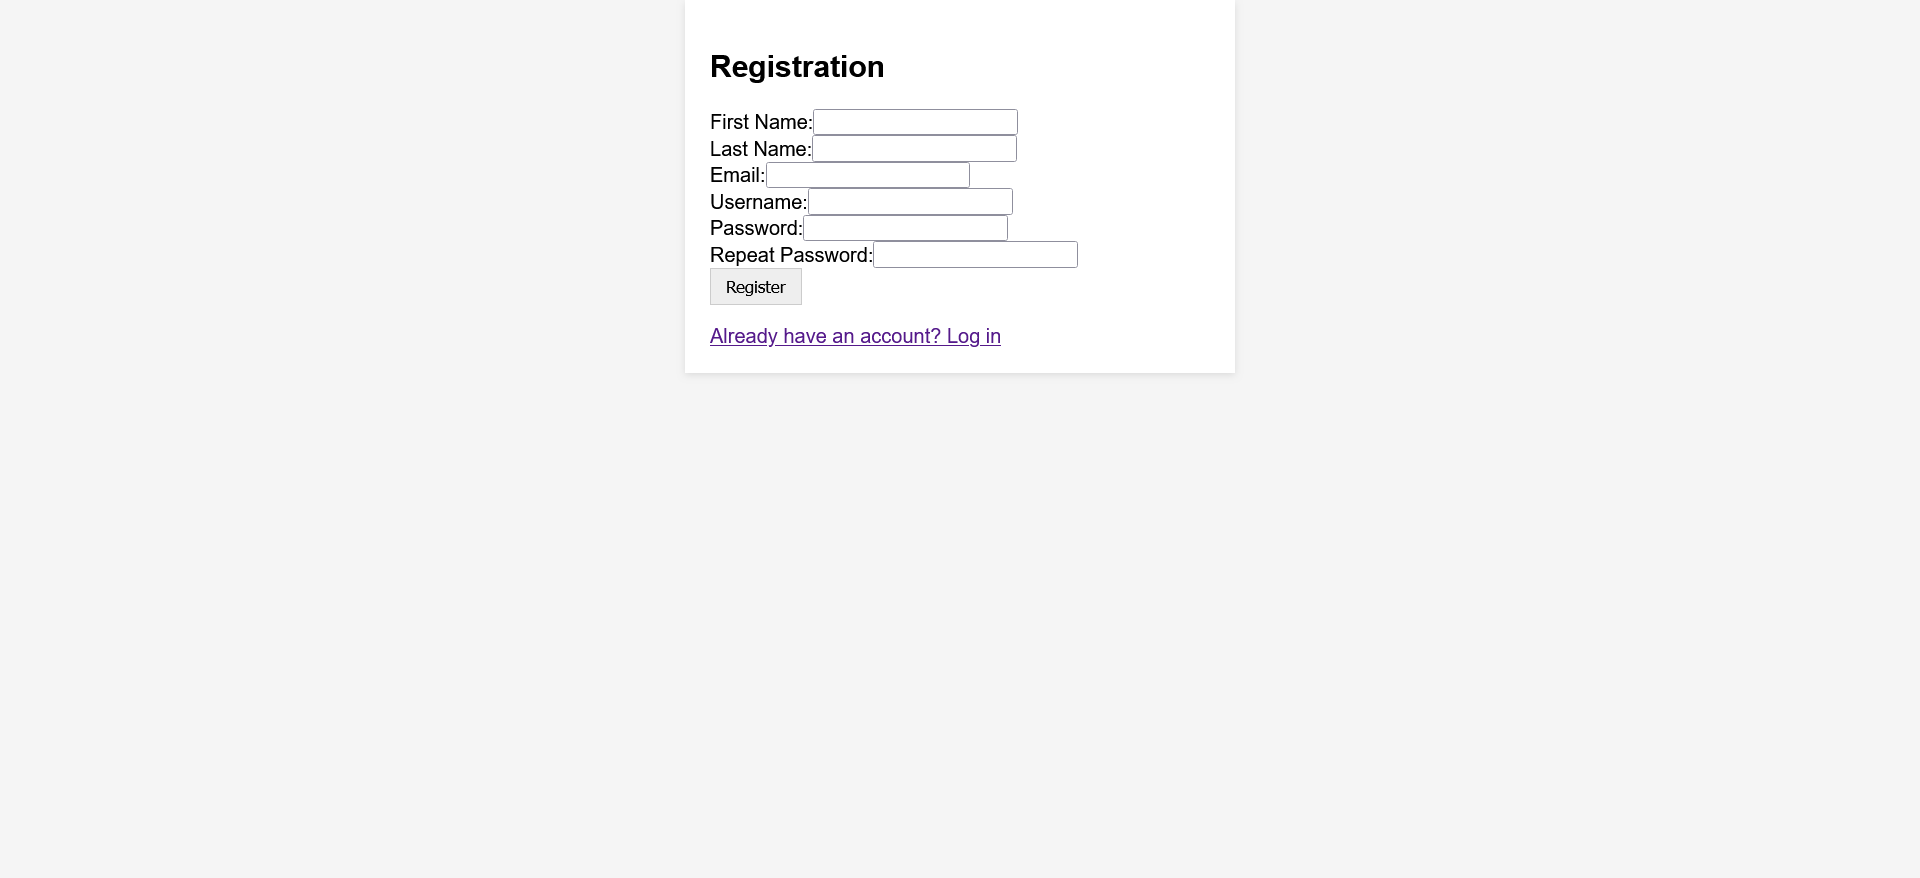 Registration
First Name:
Last Name:
Email:
Username:
Password:
Repeat Password:
Register
Already have an account? Log in